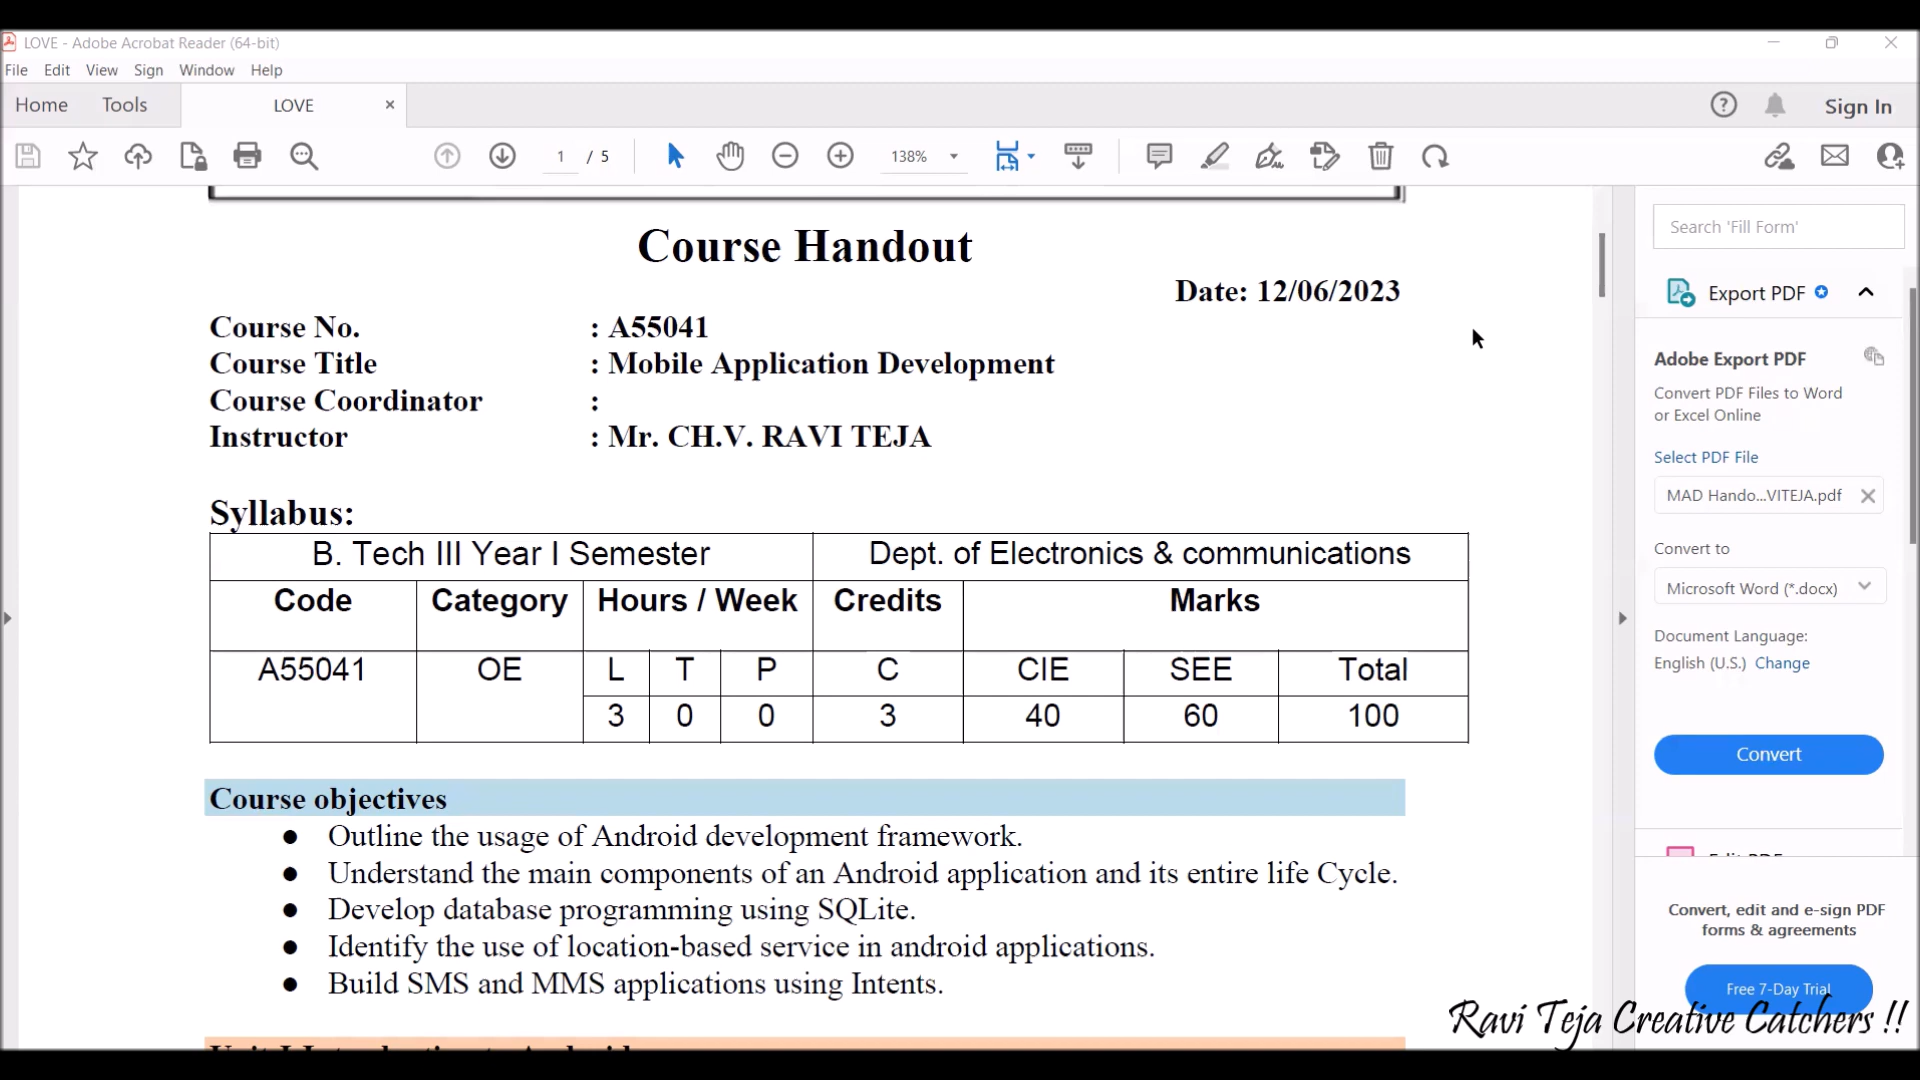 LOVE - Adobe Acrobat Reader (64-bit)
File Edit View Sign Window Help
Home Tools LOVE × Sign In
1 / 5 138%
Course Handout
Date: 12/06/2023
Course No. : A55041
Course Title : Mobile Application Development
Course Coordinator :
Instructor : Mr. CH.V. RAVI TEJA
Syllabus:
B. Tech III Year I Semester Dept. of Electronics & communications
Code Category Hours / Week Credits Marks
A55041 OE L T P C CIE SEE Total
3 0 0 3 40 60 100
Course objectives
● Outline the usage of Android development framework.
● Understand the main components of an Android application and its entire life Cycle.
● Develop database programming using SQLite.
● Identify the use of location-based service in android applications.
● Build SMS and MMS applications using Intents.
Search 'Fill Form'
Export PDF
Adobe Export PDF
Convert PDF Files to Word
or Excel Online
Select PDF File
MAD Hando...VITEJA.pdf
Convert to
Microsoft Word (*.docx)
Document Language:
English (U.S.) Change
Convert
Convert, edit and e-sign PDF
forms & agreements
Free 7-Day Trial
Ravi Teja Creative Catchers !!